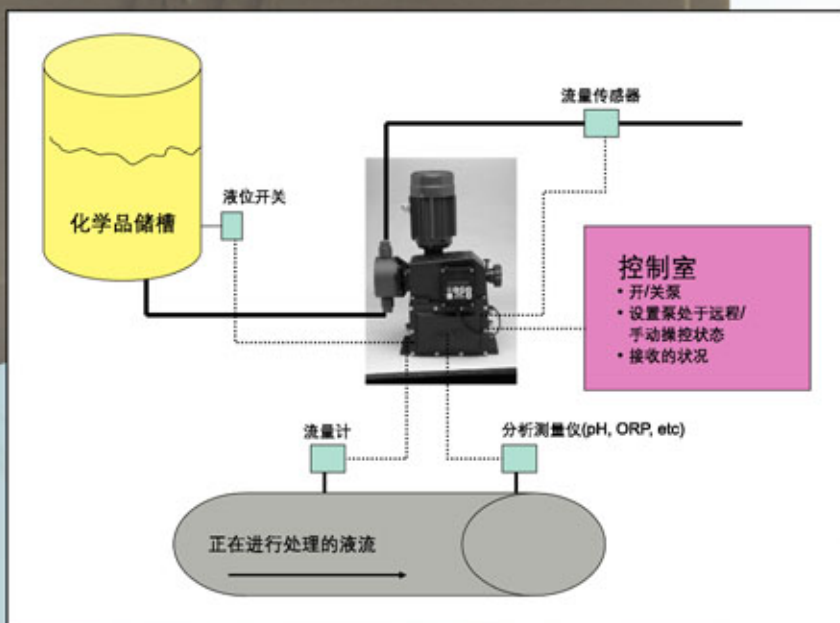 流量传感器
液位开关
化学品储槽
控制室
• 开/关泵
• 设置泵处于远程/
手动操控状态
• 接收的状况
流量计
分析测量仪(pH, ORP, etc)
正在进行处理的液流